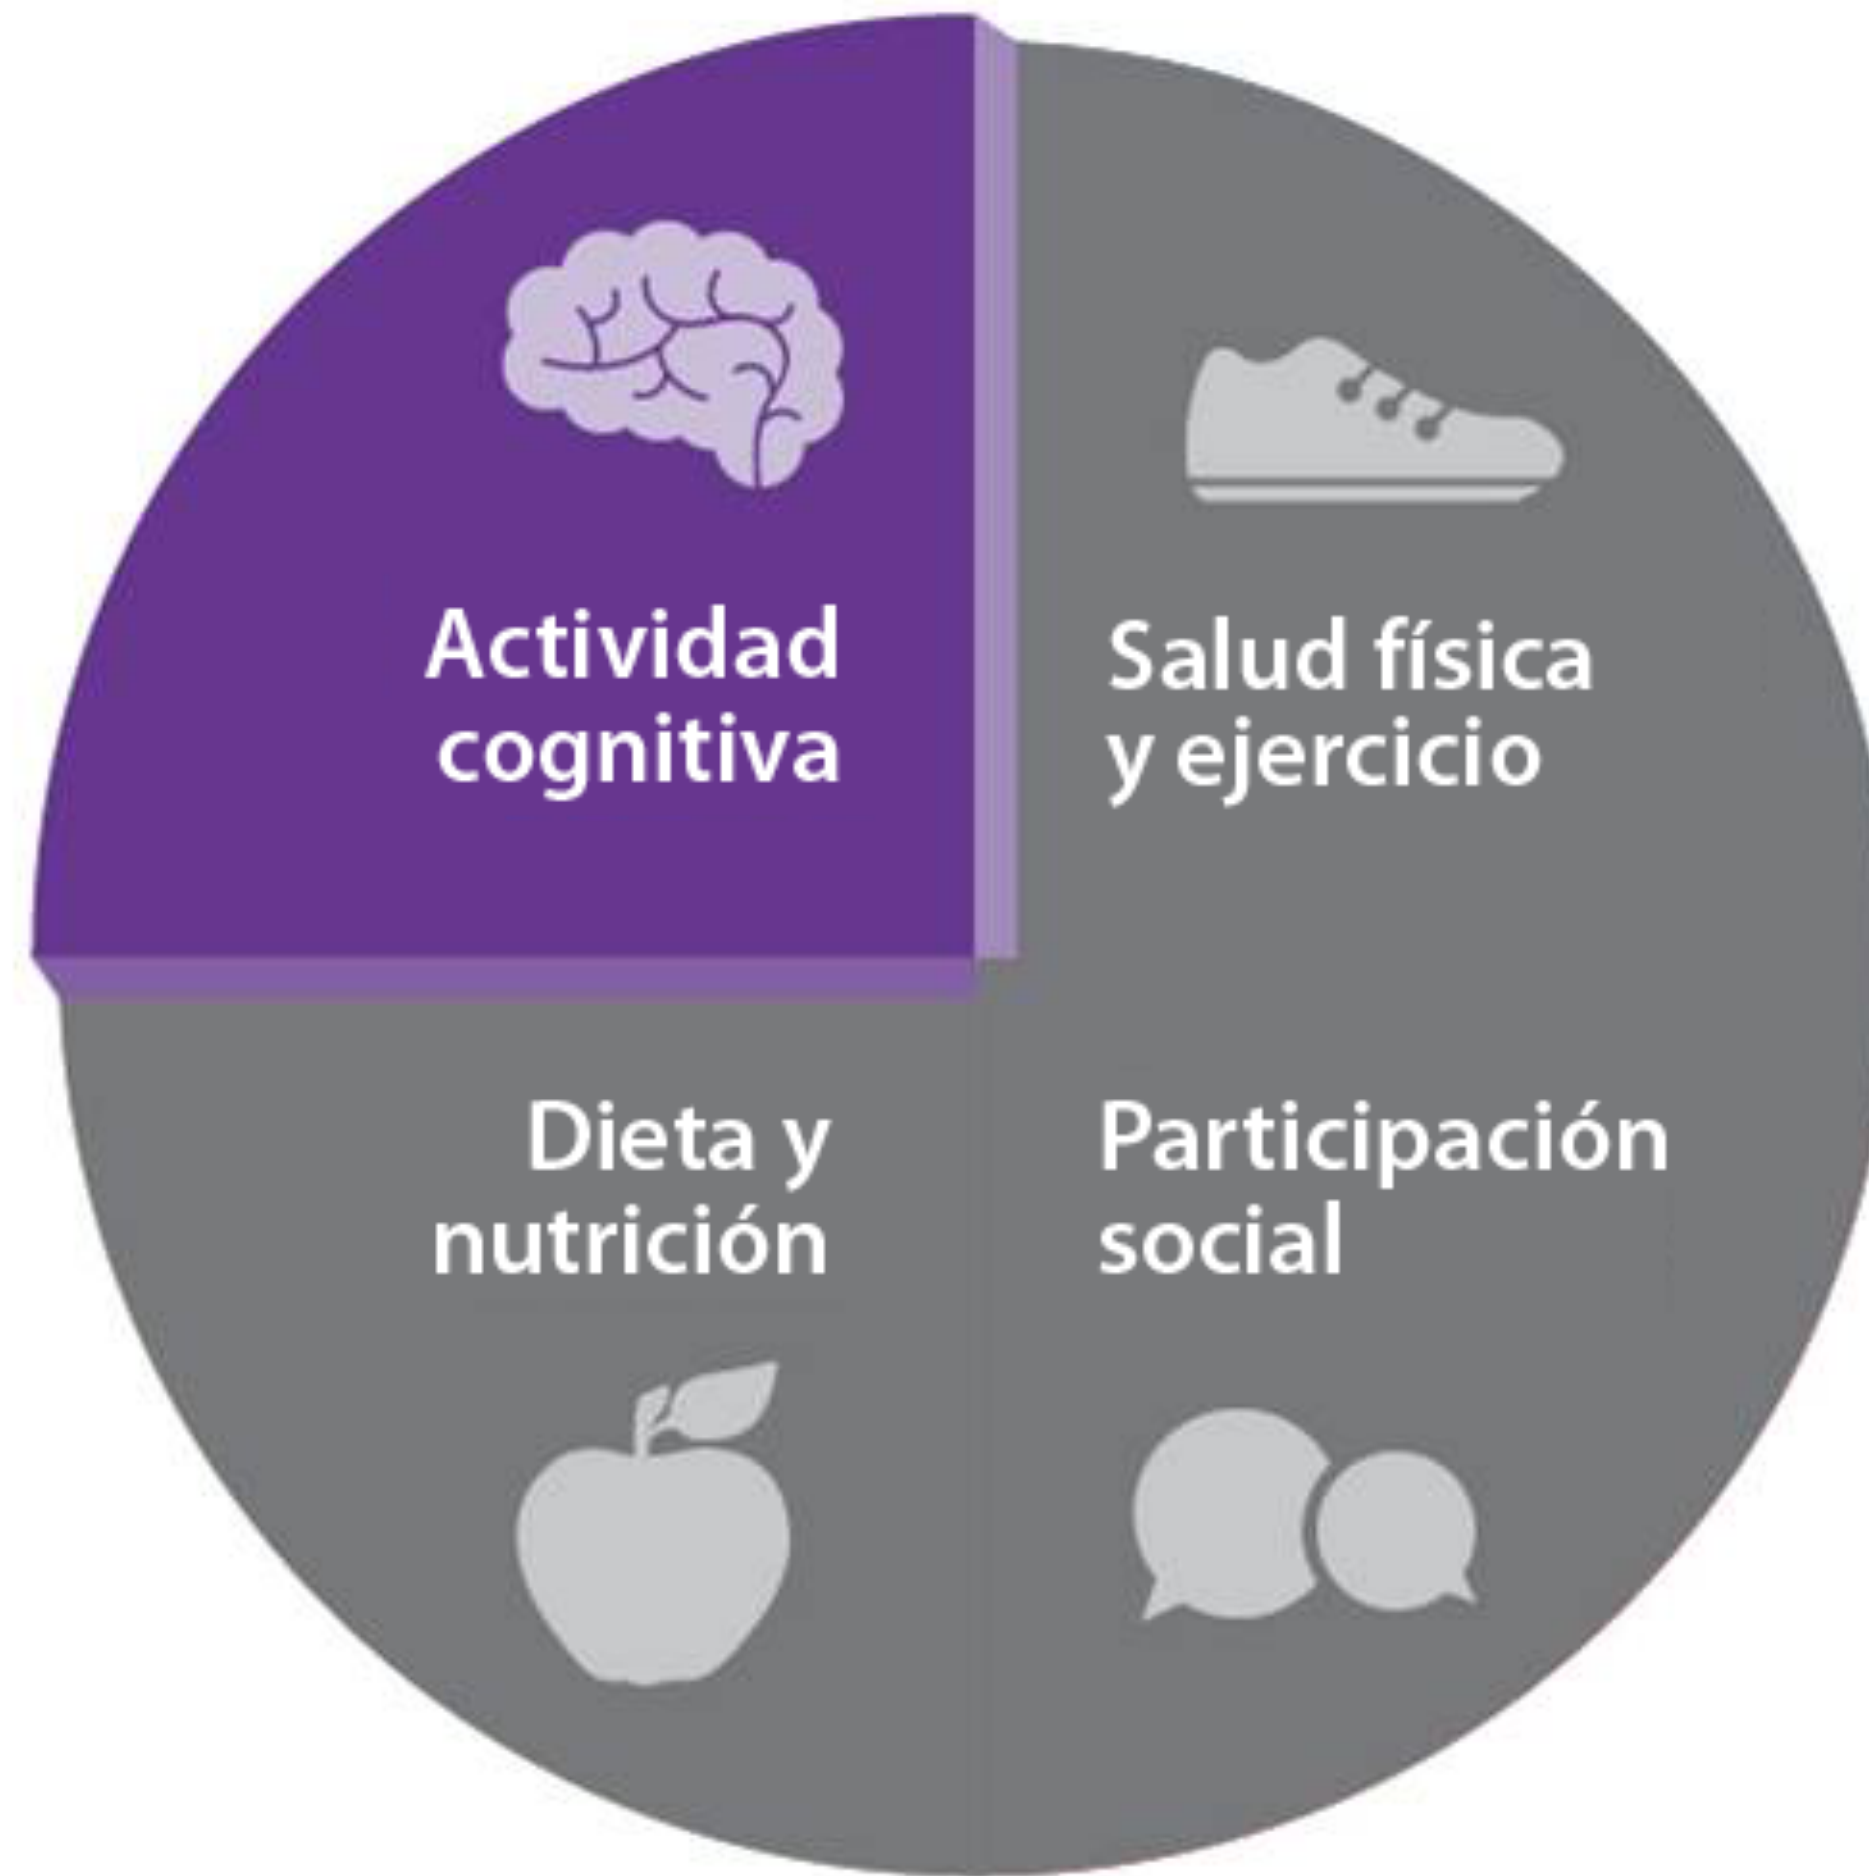 Actividad
cognitiva
Salud física
y ejercicio
Dieta y
nutrición
Participación
social